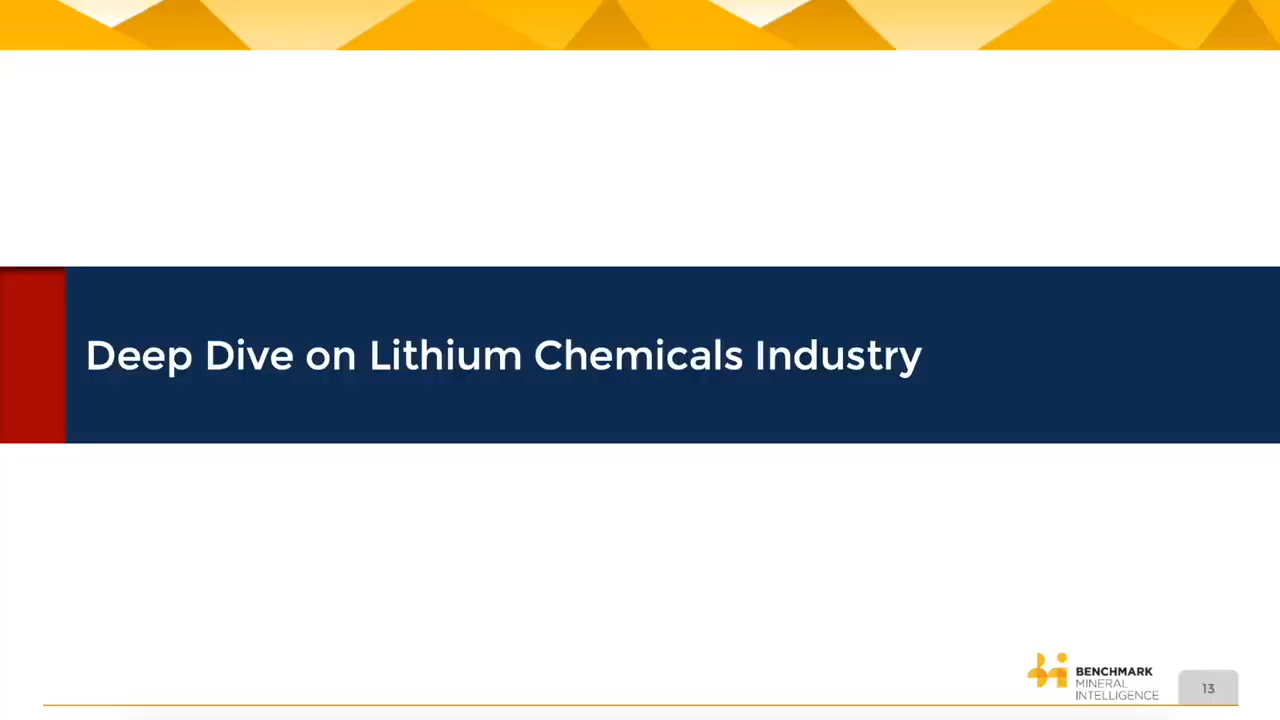 Deep Dive on Lithium Chemicals Industry
BENCHMARK
MINERAL
INTELLIGENCE
13